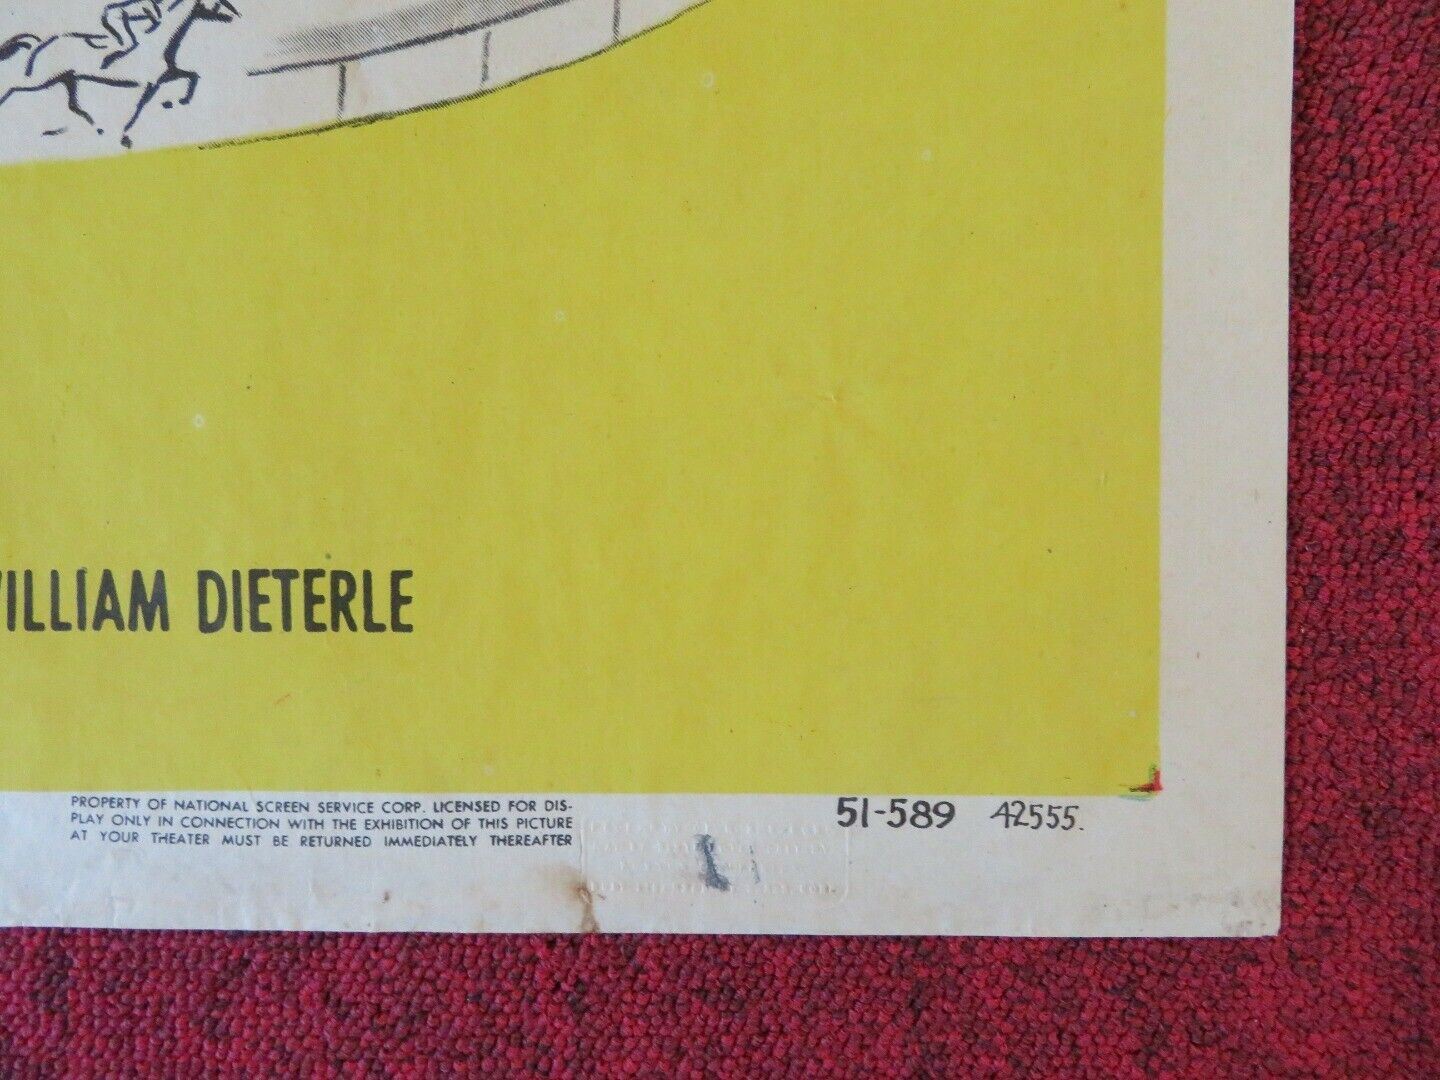 WILLIAM DIETERLE
PROPERTY OF NATIONAL SCREEN SERVICE CORP. LICENSED FOR DIS-
PLAY ONLY IN CONNECTION WITH THE EXHIBITION OF THIS PICTURE
AT YOUR THEATER MUST BE RETURNED IMMEDIATELY THEREAFTER
51-589 42555.